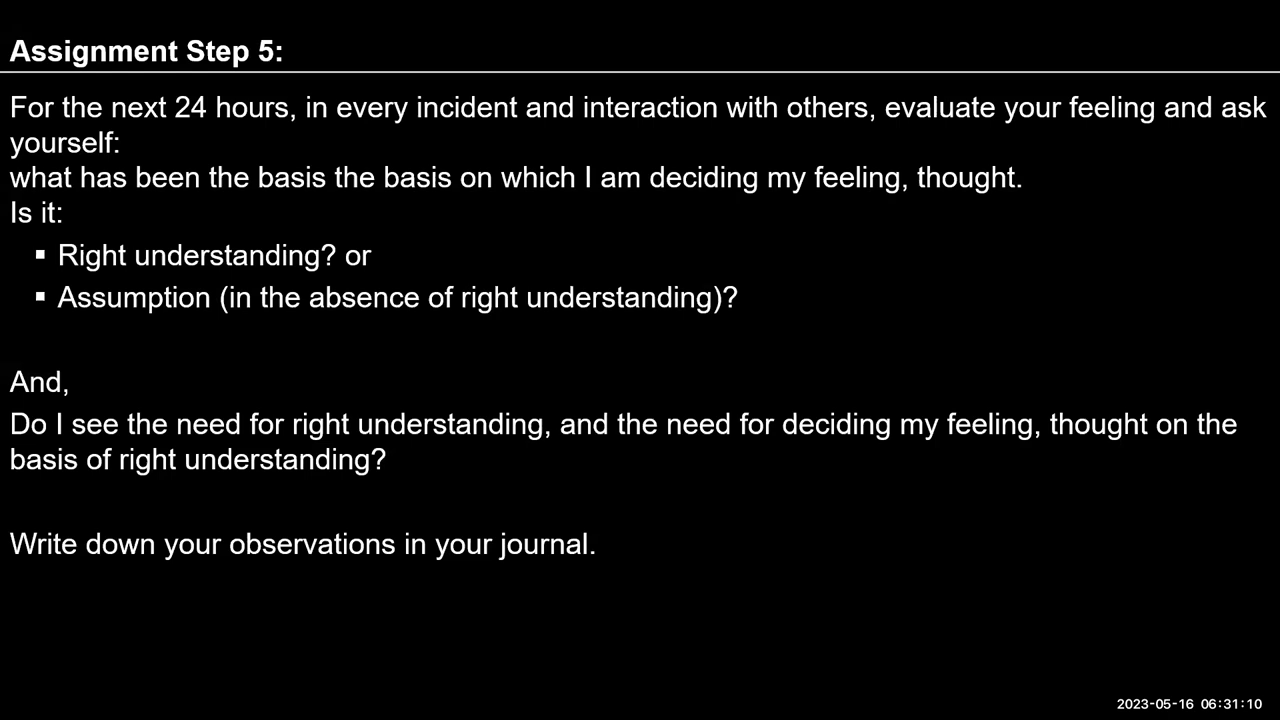 Assignment Step 5:
For the next 24 hours, in every incident and interaction with others, evaluate your feeling and ask
yourself:
what has been the basis the basis on which I am deciding my feeling, thought.
Is it:
▪ Right understanding? or
▪ Assumption (in the absence of right understanding)?
And,
Do I see the need for right understanding, and the need for deciding my feeling, thought on the
basis of right understanding?
Write down your observations in your journal.
2023-05-16 06:31:10